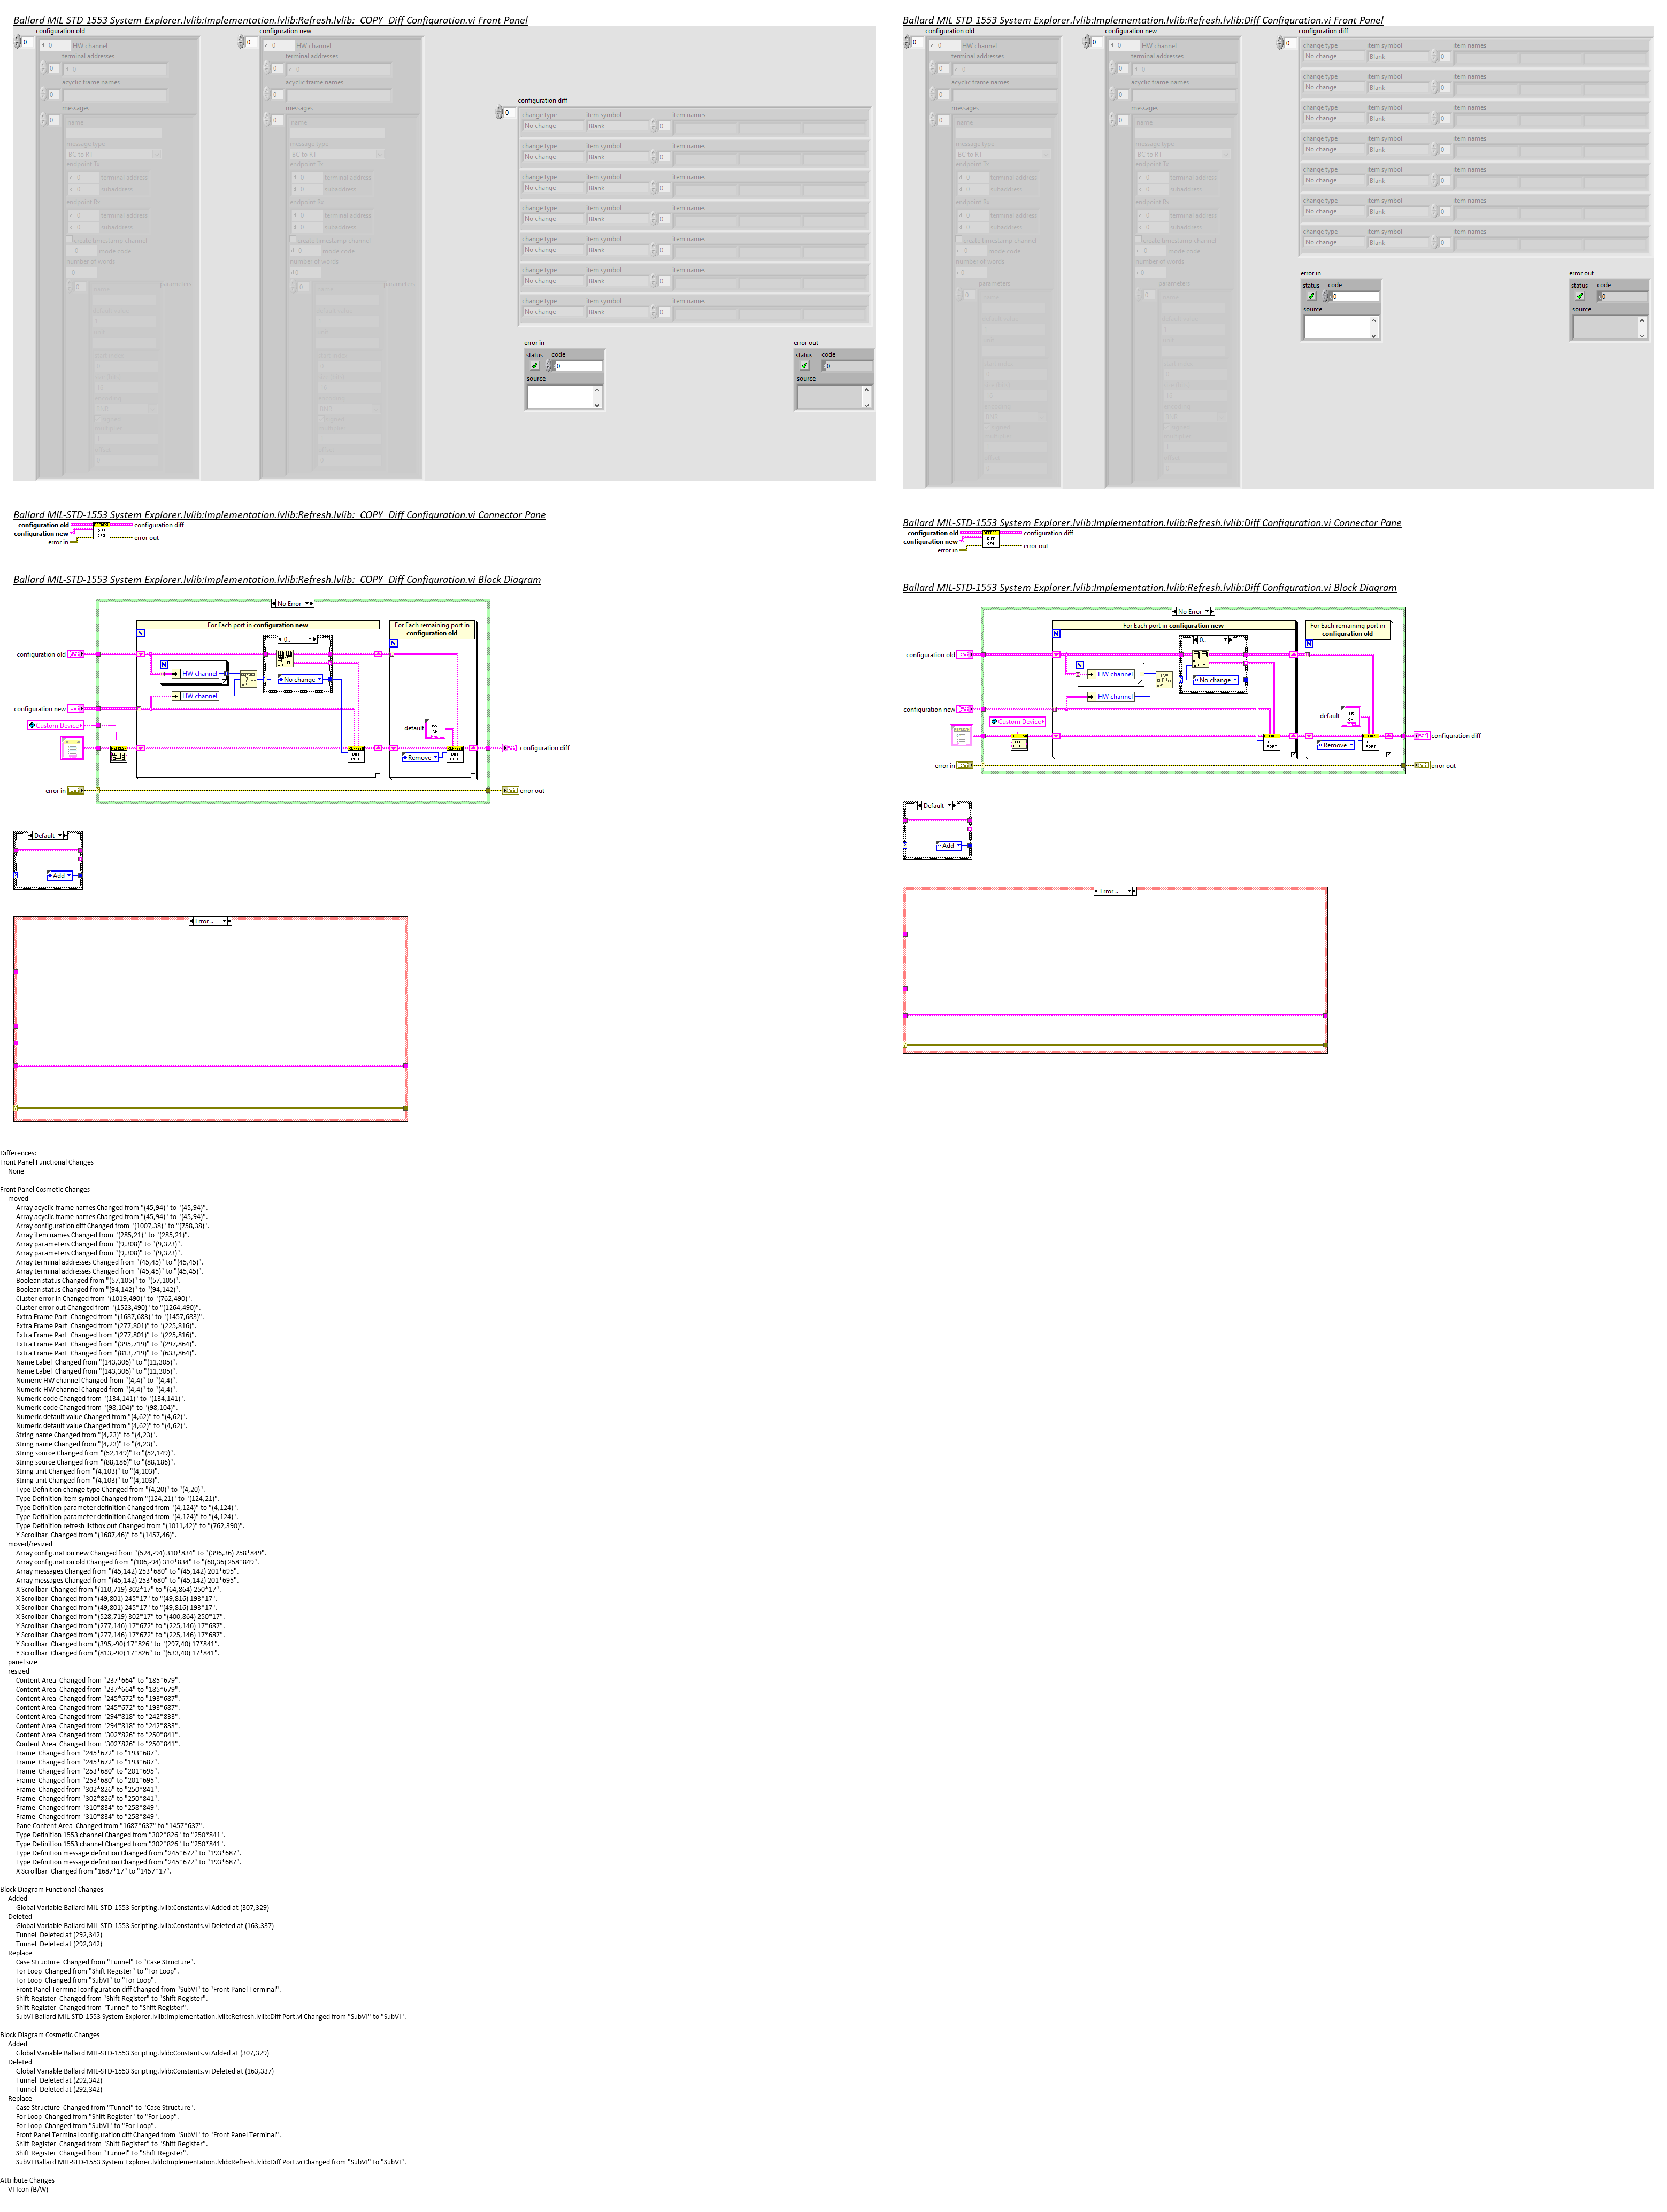 Ballard MIL-STD-1553 System Explorer.lvlib:Implementation.lvlib:Refresh.lvlib:_COPY_Diff Configuration.vi Front Panel
configuration old
configuration new
0
HW channel
terminal addresses
acyclic frame names
messages
name
message type
BC to RT
endpoint Tx
terminal address
subaddress
endpoint Rx
terminal address
subaddress
create timestamp channel
mode code
number of words
parameters
configuration diff
change type item symbol item names
No change Blank 0
change type item symbol item names
No change Blank 0
change type item symbol item names
No change Blank 0
change type item symbol item names
No change Blank 0
change type item symbol item names
No change Blank 0
change type item symbol item names
No change Blank 0
change type item symbol item names
No change Blank 0
error in
status code
0
source
error out
status code
0
source
Ballard MIL-STD-1553 System Explorer.lvlib:Implementation.lvlib:Refresh.lvlib:_COPY_Diff Configuration.vi Connector Pane
configuration old
configuration new
error in
configuration diff
error out
Ballard MIL-STD-1553 System Explorer.lvlib:Implementation.lvlib:Refresh.lvlib:_COPY_Diff Configuration.vi Block Diagram
No Error
For Each port in configuration new
For Each remaining port in configuration old
0..
configuration old
HW channel
No change
HW channel
configuration new
Custom Device
default
Remove
DIFF PORT
DIFF PORT
configuration diff
error in
error out
Default
Add
Error ..
Ballard MIL-STD-1553 System Explorer.lvlib:Implementation.lvlib:Refresh.lvlib:Diff Configuration.vi Front Panel
configuration old
configuration new
configuration diff
0
HW channel
terminal addresses
acyclic frame names
messages
name
message type
BC to RT
endpoint Tx
terminal address
subaddress
endpoint Rx
terminal address
subaddress
create timestamp channel
mode code
number of words
parameters
change type item symbol item names
No change Blank 0
change type item symbol item names
No change Blank 0
change type item symbol item names
No change Blank 0
change type item symbol item names
No change Blank 0
change type item symbol item names
No change Blank 0
change type item symbol item names
No change Blank 0
change type item symbol item names
No change Blank 0
error in
status code
0
source
error out
status code
0
source
Ballard MIL-STD-1553 System Explorer.lvlib:Implementation.lvlib:Refresh.lvlib:Diff Configuration.vi Connector Pane
configuration old
configuration new
error in
configuration diff
error out
Ballard MIL-STD-1553 System Explorer.lvlib:Implementation.lvlib:Refresh.lvlib:Diff Configuration.vi Block Diagram
No Error
For Each port in configuration new
For Each remaining port in configuration old
0..
configuration old
HW channel
No change
HW channel
configuration new
Custom Device
default
Remove
DIFF PORT
DIFF PORT
configuration diff
error in
error out
Default
Add
Error ..
Differences:
Front Panel Functional Changes
None
Front Panel Cosmetic Changes
moved
Array acyclic frame names Changed from "(45,94)" to "(45,94)".
Array acyclic frame names Changed from "(45,94)" to "(45,94)".
Array configuration diff Changed from "(1007,38)" to "(758,38)".
Array item names Changed from "(285,21)" to "(285,21)".
Array parameters Changed from "(9,308)" to "(9,323)".
Array parameters Changed from "(9,308)" to "(9,323)".
Array terminal addresses Changed from "(45,45)" to "(45,45)".
Array terminal addresses Changed from "(45,45)" to "(45,45)".
Boolean status Changed from "(57,105)" to "(57,105)".
Boolean status Changed from "(94,142)" to "(94,142)".
Cluster error in Changed from "(1019,490)" to "(762,490)".
Cluster error out Changed from "(1523,490)" to "(1264,490)".
Extra Frame Part  Changed from "(1687,683)" to "(1457,683)".
Extra Frame Part  Changed from "(277,801)" to "(225,816)".
Extra Frame Part  Changed from "(277,801)" to "(225,816)".
Extra Frame Part  Changed from "(395,719)" to "(297,864)".
Extra Frame Part  Changed from "(813,719)" to "(633,864)".
Name Label  Changed from "(143,306)" to "(11,305)".
Name Label  Changed from "(143,306)" to "(11,305)".
Numeric HW channel Changed from "(4,4)" to "(4,4)".
Numeric HW channel Changed from "(4,4)" to "(4,4)".
Numeric code Changed from "(134,141)" to "(134,141)".
Numeric code Changed from "(98,104)" to "(98,104)".
Numeric default value Changed from "(4,62)" to "(4,62)".
Numeric default value Changed from "(4,62)" to "(4,62)".
String name Changed from "(4,23)" to "(4,23)".
String name Changed from "(4,23)" to "(4,23)".
String source Changed from "(52,149)" to "(52,149)".
String source Changed from "(88,186)" to "(88,186)".
String unit Changed from "(4,103)" to "(4,103)".
String unit Changed from "(4,103)" to "(4,103)".
Type Definition change type Changed from "(4,20)" to "(4,20)".
Type Definition item symbol Changed from "(124,21)" to "(124,21)".
Type Definition parameter definition Changed from "(4,124)" to "(4,124)".
Type Definition parameter definition Changed from "(4,124)" to "(4,124)".
Type Definition refresh listbox out Changed from "(1011,42)" to "(762,390)".
Y Scrollbar  Changed from "(1687,46)" to "(1457,46)".
moved/resized
Array configuration new Changed from "(524,-94) 310*834" to "(396,36) 258*849".
Array configuration old Changed from "(106,-94) 310*834" to "(60,36) 258*849".
Array messages Changed from "(45,142) 253*680" to "(45,142) 201*695".
Array messages Changed from "(45,142) 253*680" to "(45,142) 201*695".
X Scrollbar  Changed from "(110,719) 302*17" to "(64,864) 250*17".
X Scrollbar  Changed from "(49,801) 245*17" to "(49,816) 193*17".
X Scrollbar  Changed from "(49,801) 245*17" to "(49,816) 193*17".
X Scrollbar  Changed from "(528,719) 302*17" to "(400,864) 250*17".
Y Scrollbar  Changed from "(277,146) 17*672" to "(225,146) 17*687".
Y Scrollbar  Changed from "(277,146) 17*672" to "(225,146) 17*687".
Y Scrollbar  Changed from "(395,-90) 17*826" to "(297,40) 17*841".
Y Scrollbar  Changed from "(813,-90) 17*826" to "(633,40) 17*841".
panel size
resized
Content Area  Changed from "237*664" to "185*679".
Content Area  Changed from "237*664" to "185*679".
Content Area  Changed from "245*672" to "193*687".
Content Area  Changed from "245*672" to "193*687".
Content Area  Changed from "294*818" to "242*833".
Content Area  Changed from "294*818" to "242*833".
Content Area  Changed from "302*826" to "250*841".
Content Area  Changed from "302*826" to "250*841".
Frame  Changed from "245*672" to "193*687".
Frame  Changed from "245*672" to "193*687".
Frame  Changed from "253*680" to "201*695".
Frame  Changed from "253*680" to "201*695".
Frame  Changed from "302*826" to "250*841".
Frame  Changed from "302*826" to "250*841".
Frame  Changed from "310*834" to "258*849".
Frame  Changed from "310*834" to "258*849".
Pane Content Area  Changed from "1687*637" to "1457*637".
Type Definition 1553 channel Changed from "302*826" to "250*841".
Type Definition 1553 channel Changed from "302*826" to "250*841".
Type Definition message definition Changed from "245*672" to "193*687".
Type Definition message definition Changed from "245*672" to "193*687".
X Scrollbar  Changed from "1687*17" to "1457*17".
Block Diagram Functional Changes
Added
Global Variable Ballard MIL-STD-1553 Scripting.lvlib:Constants.vi Added at (307,329)
Deleted
Global Variable Ballard MIL-STD-1553 Scripting.lvlib:Constants.vi Deleted at (163,337)
Tunnel  Deleted at (292,342)
Tunnel  Deleted at (292,342)
Replace
Case Structure  Changed from "Tunnel" to "Case Structure".
For Loop  Changed from "Shift Register" to "For Loop".
For Loop  Changed from "SubVI" to "For Loop".
Front Panel Terminal configuration diff Changed from "SubVI" to "Front Panel Terminal".
Shift Register  Changed from "Shift Register" to "Shift Register".
Shift Register  Changed from "Tunnel" to "Shift Register".
SubVI Ballard MIL-STD-1553 System Explorer.lvlib:Implementation.lvlib:Refresh.lvlib:Diff Port.vi Changed from "SubVI" to "SubVI".
Block Diagram Cosmetic Changes
Added
Global Variable Ballard MIL-STD-1553 Scripting.lvlib:Constants.vi Added at (307,329)
Deleted
Global Variable Ballard MIL-STD-1553 Scripting.lvlib:Constants.vi Deleted at (163,337)
Tunnel  Deleted at (292,342)
Tunnel  Deleted at (292,342)
Replace
Case Structure  Changed from "Tunnel" to "Case Structure".
For Loop  Changed from "Shift Register" to "For Loop".
For Loop  Changed from "SubVI" to "For Loop".
Front Panel Terminal configuration diff Changed from "SubVI" to "Front Panel Terminal".
Shift Register  Changed from "Shift Register" to "Shift Register".
Shift Register  Changed from "Tunnel" to "Shift Register".
SubVI Ballard MIL-STD-1553 System Explorer.lvlib:Implementation.lvlib:Refresh.lvlib:Diff Port.vi Changed from "SubVI" to "SubVI".
Attribute Changes
VI Icon (B/W)